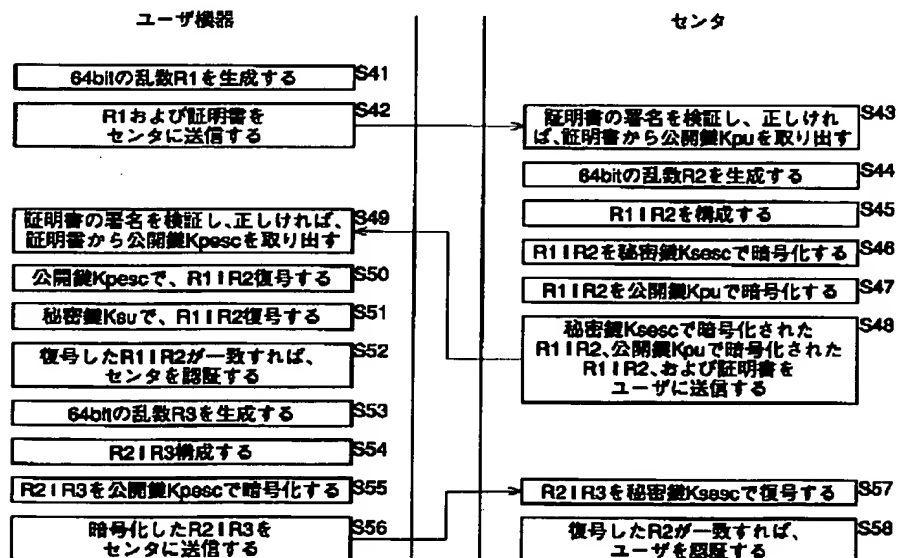 ユーザ機器
センタ
64bitの乱数R1を生成する
S41
R1および証明書を
センタに送信する
S42
証明書の署名を検証し、正しけれ
ば、証明書から公開鍵Kpuを取り出す
S43
64bitの乱数R2を生成する
S44
R1||R2を構成する
S45
R1||R2を秘密鍵Ksescで暗号化する
S46
R1||R2を公開鍵Kpuで暗号化する
S47
秘密鍵Ksescで暗号化された
R1||R2、公開鍵Kpuで暗号化された
R1||R2、および証明書を
ユーザに送信する
S48
証明書の署名を検証し、正しければ、
証明書から公開鍵Kpescを取り出す
S49
公開鍵Kpescで、R1||R2復号する
S50
秘密鍵Ksuで、R1||R2復号する
S51
復号したR1||R2が一致すれば、
センタを認証する
S52
64bitの乱数R3を生成する
S53
R2||R3構成する
S54
R2||R3を公開鍵Kpescで暗号化する
S55
暗号化したR2||R3を
センタに送信する
S56
R2||R3を秘密鍵Ksescで復号する
S57
復号したR2が一致すれば、
ユーザを認証する
S58